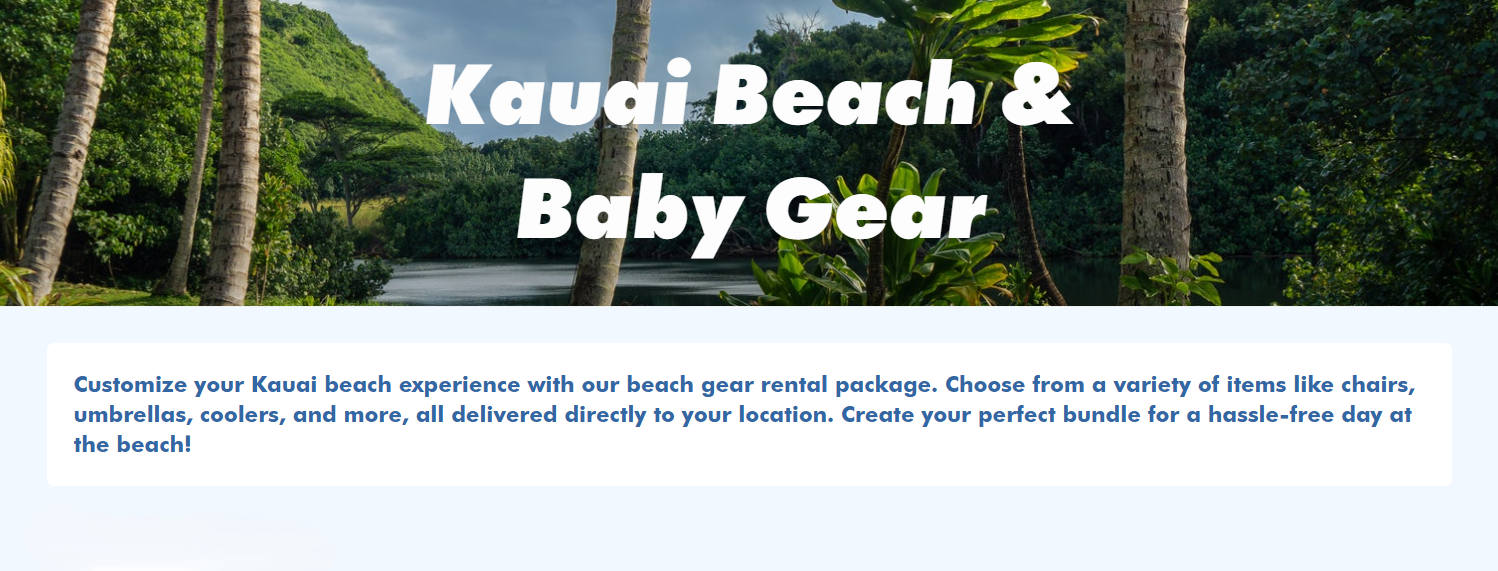 Kauai Beach &
Baby Gear
Customize your Kauai beach experience with our beach gear rental package. Choose from a variety of items like chairs,
umbrellas, coolers, and more, all delivered directly to your location. Create your perfect bundle for a hassle-free day at
the beach!